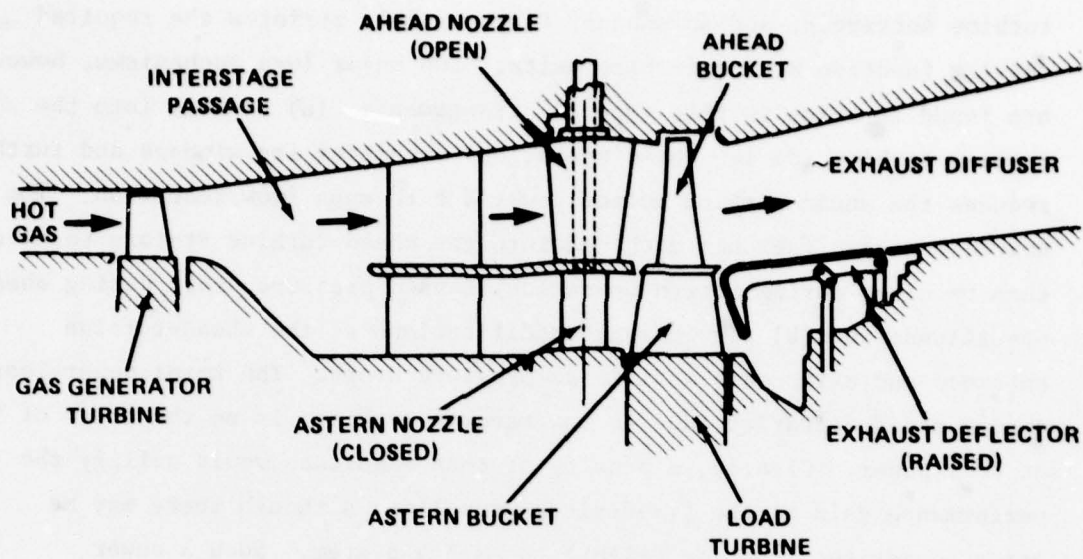 AHEAD NOZZLE
(OPEN)
AHEAD
BUCKET
INTERSTAGE
PASSAGE
~EXHAUST DIFFUSER
HOT
GAS
GAS GENERATOR
TURBINE
ASTERN NOZZLE
(CLOSED)
EXHAUST DEFLECTOR
(RAISED)
ASTERN BUCKET
LOAD
TURBINE